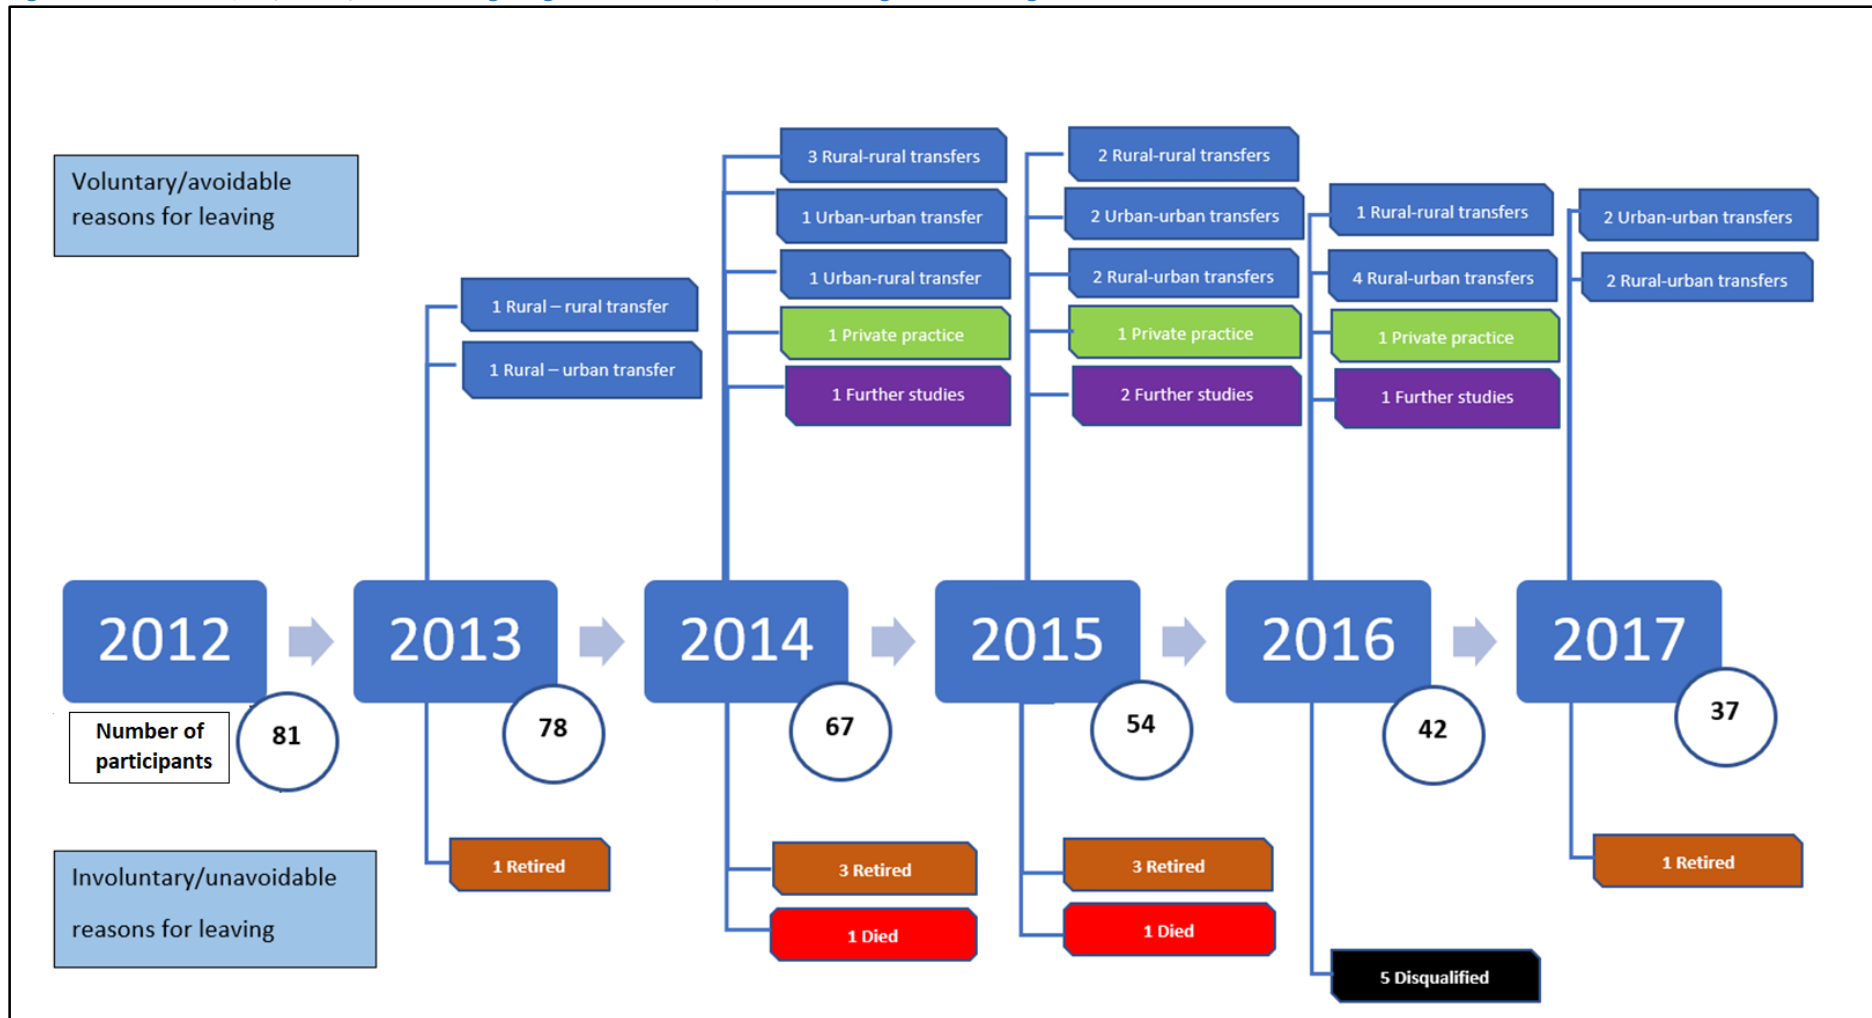 Voluntary/avoidable
reasons for leaving
1 Rural – rural transfer
1 Rural – urban transfer
3 Rural-rural transfers
1 Urban-urban transfer
1 Urban-rural transfer
1 Private practice
1 Further studies
2 Rural-rural transfers
2 Urban-urban transfers
2 Rural-urban transfers
1 Private practice
2 Further studies
1 Rural-rural transfers
4 Rural-urban transfers
1 Private practice
1 Further studies
2 Urban-urban transfers
2 Rural-urban transfers
2012
2013
2014
2015
2016
2017
Number of
participants
81
78
67
54
42
37
Involuntary/unavoidable
reasons for leaving
1 Retired
3 Retired
1 Died
3 Retired
1 Died
5 Disqualified
1 Retired